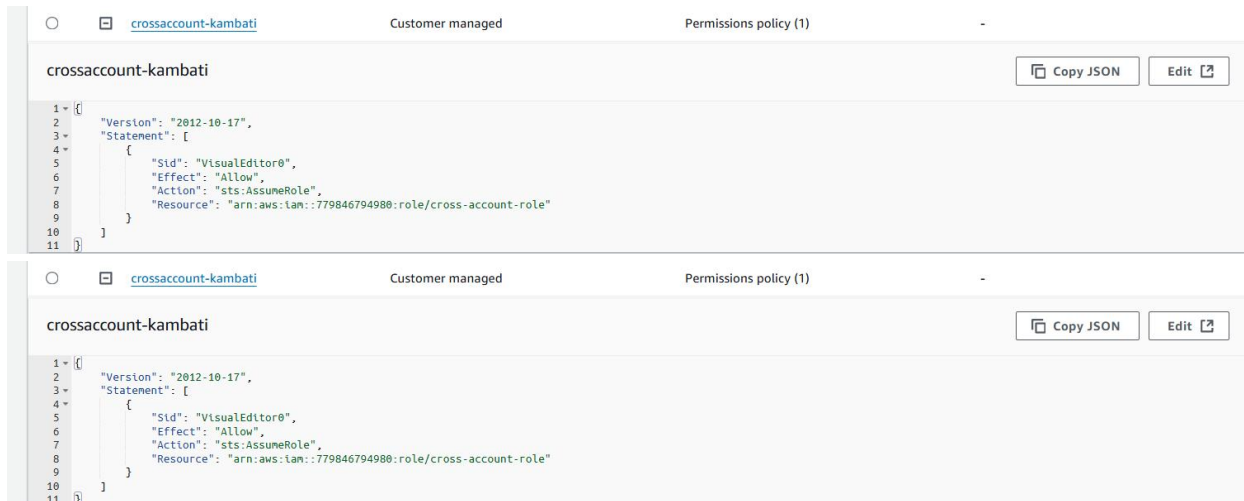 crossaccount-kambati Customer managed Permissions policy (1) -
crossaccount-kambati Copy JSON Edit
1 {
2 "Version": "2012-10-17",
3 "Statement": [
4 {
5 "Sid": "VisualEditor0",
6 "Effect": "Allow",
7 "Action": "sts:AssumeRole",
8 "Resource": "arn:aws:iam::779846794980:role/cross-account-role"
9 }
10 ]
11 }
crossaccount-kambati Customer managed Permissions policy (1) -
crossaccount-kambati Copy JSON Edit
1 {
2 "Version": "2012-10-17",
3 "Statement": [
4 {
5 "Sid": "VisualEditor0",
6 "Effect": "Allow",
7 "Action": "sts:AssumeRole",
8 "Resource": "arn:aws:iam::779846794980:role/cross-account-role"
9 }
10 ]
11 }